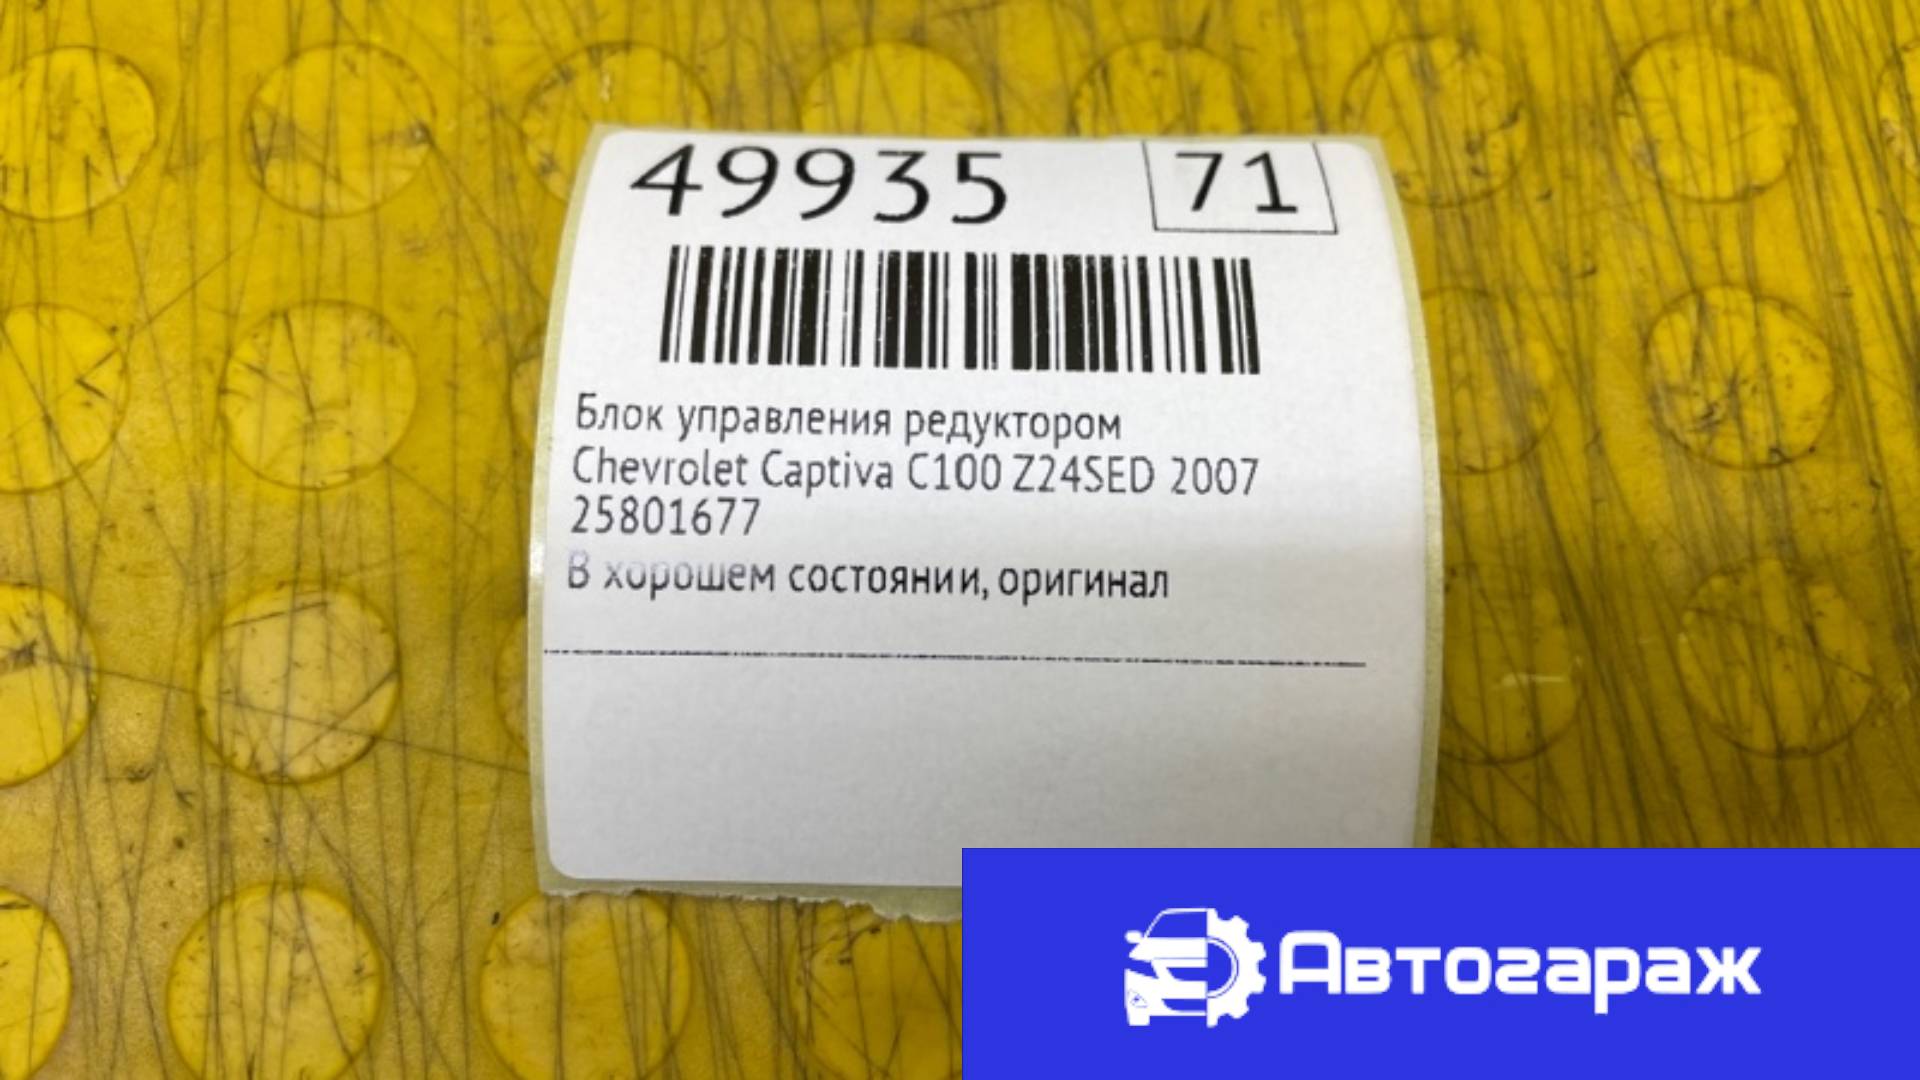 49935 71
Блок управления редуктором
Chevrolet Captiva C100 Z24SED 2007
25801677
В хорошем состоянии, оригинал
Автогараж